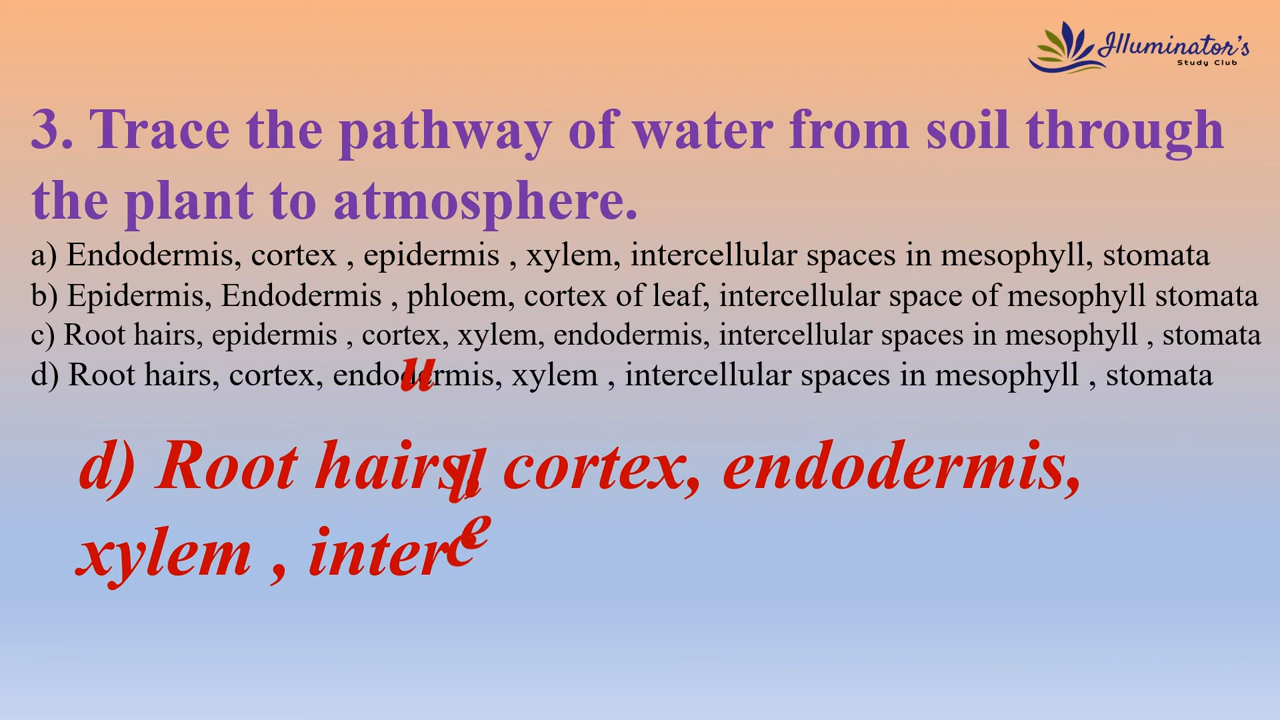 Illuminator's
Study Club
3. Trace the pathway of water from soil through
the plant to atmosphere.
a) Endodermis, cortex , epidermis , xylem, intercellular spaces in mesophyll, stomata
b) Epidermis, Endodermis , phloem, cortex of leaf, intercellular space of mesophyll stomata
c) Root hairs, epidermis , cortex, xylem, endodermis, intercellular spaces in mesophyll , stomata
d) Root hairs, cortex, endodermis, xylem , intercellular spaces in mesophyll , stomata
d) Root hairs, cortex, endodermis,
xylem , interc